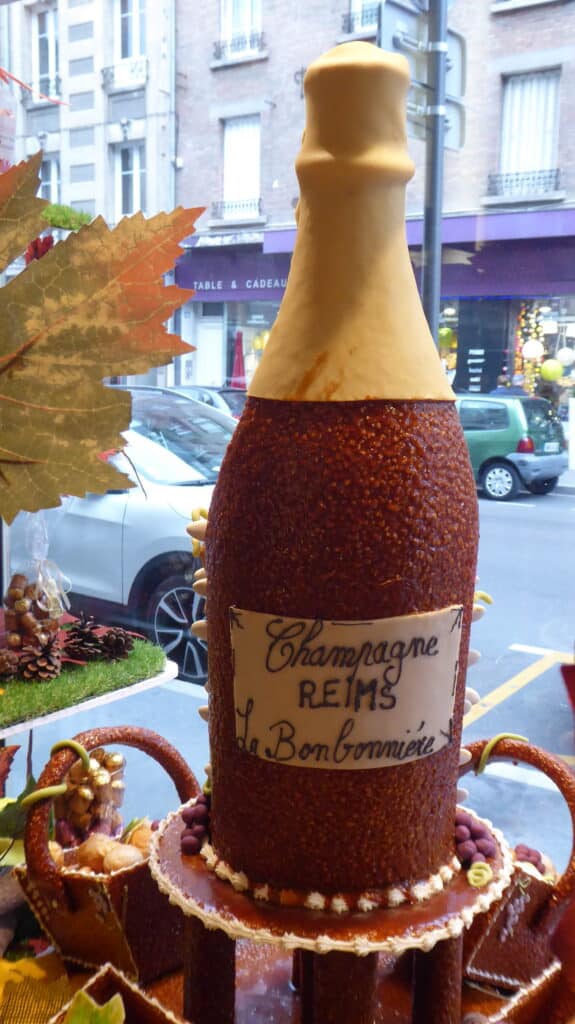 TABLE & CADEAU
Champagne
REIMS
La Bonbonnière